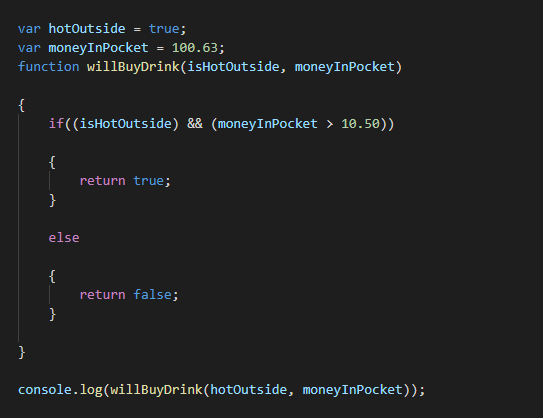 var hotOutside = true;
var moneyInPocket = 100.63;
function willBuyDrink(isHotOutside, moneyInPocket)
{
if((isHotOutside) && (moneyInPocket > 10.50))
{
return true;
}
else
{
return false;
}
}
console.log(willBuyDrink(hotOutside, moneyInPocket));